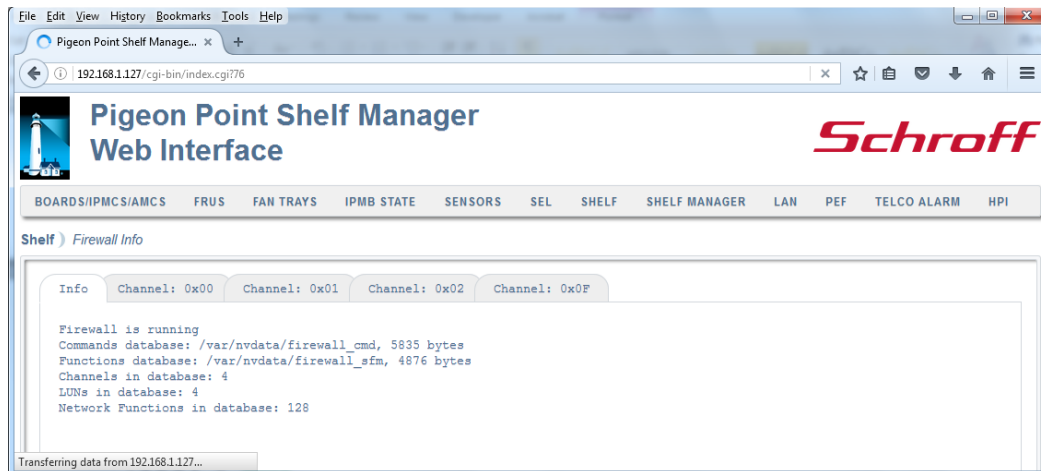 File Edit View History Bookmarks Tools Help
Pigeon Point Shelf Manage... × +
192.168.1.127/cgi-bin/index.cgi?76
Pigeon Point Shelf Manager
Web Interface
Schroff
BOARDS/IPMCS/AMCS FRUS FAN TRAYS IPMB STATE SENSORS SEL SHELF SHELF MANAGER LAN PEF TELCO ALARM HPI
Shelf ) Firewall Info
Info Channel: 0x00 Channel: 0x01 Channel: 0x02 Channel: 0x0F
Firewall is running
Commands database: /var/nvdata/firewall_cmd, 5835 bytes
Functions database: /var/nvdata/firewall_sfm, 4876 bytes
Channels in database: 4
LUNs in database: 4
Network Functions in database: 128
Transferring data from 192.168.1.127...